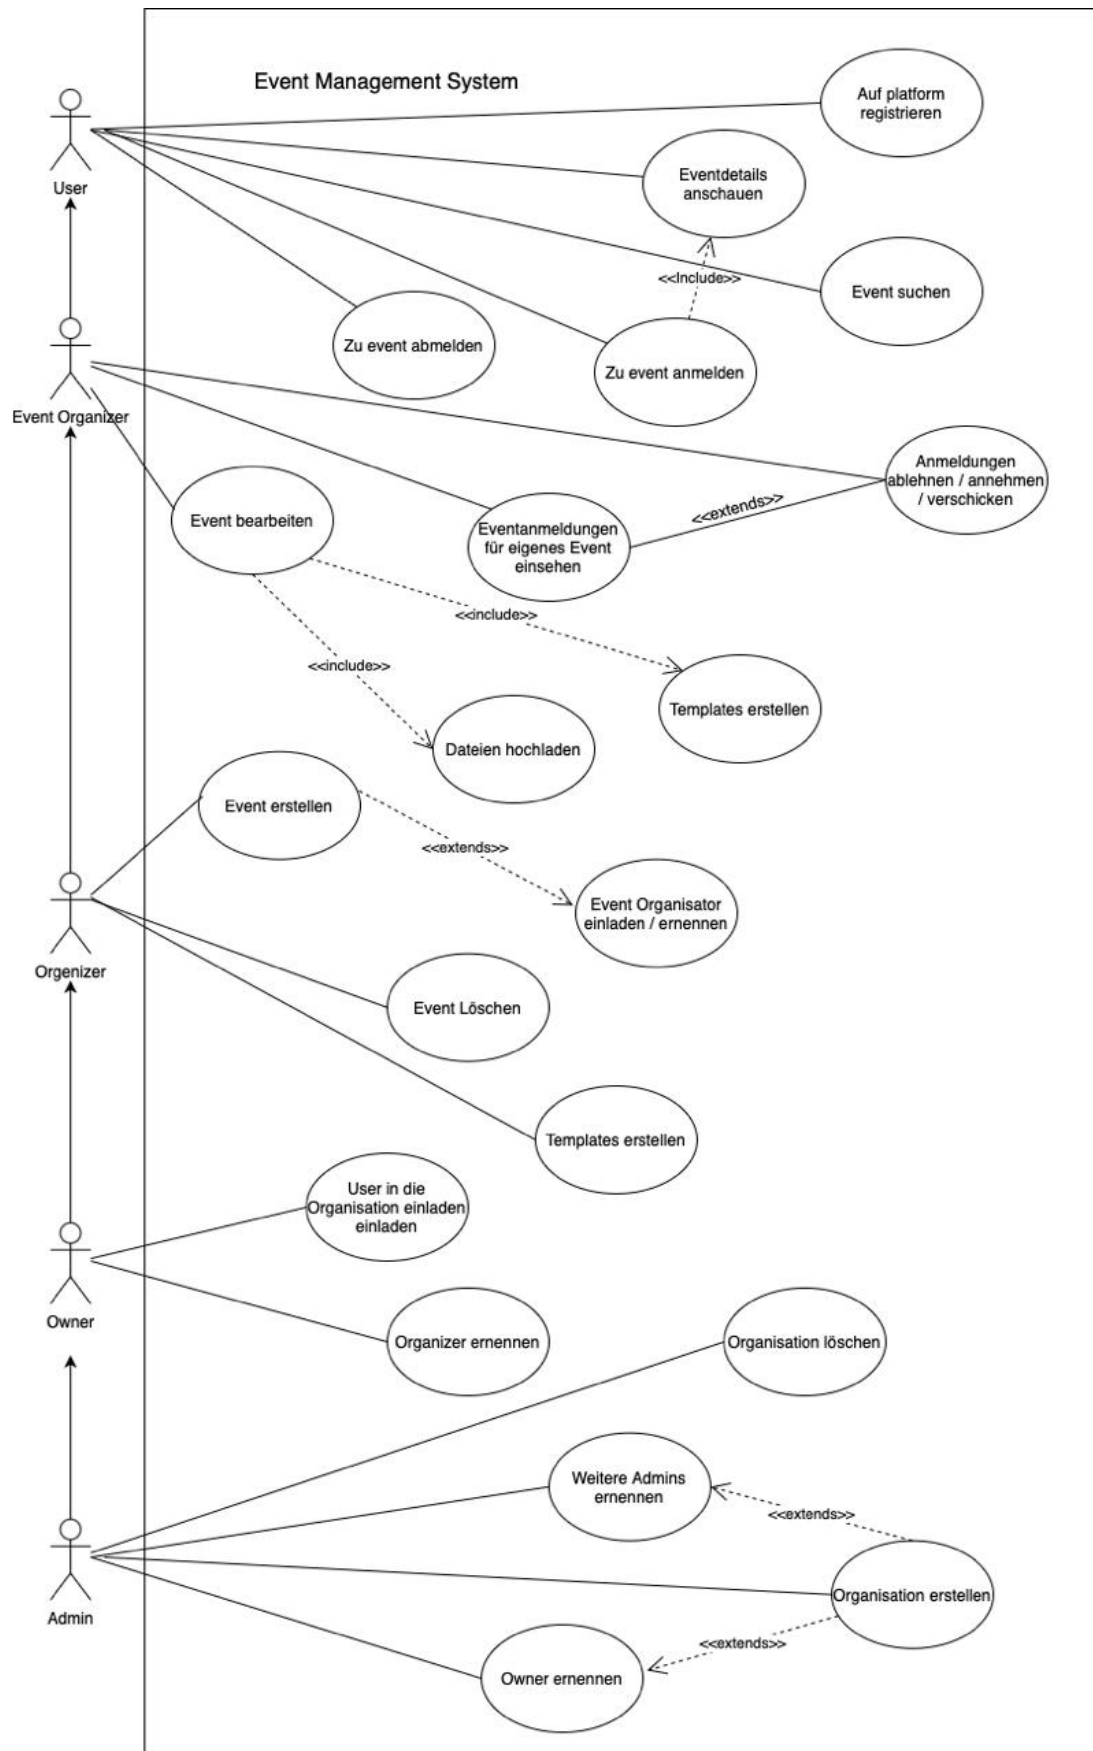 Event Management System
Auf platform
registrieren
User
Eventdetails
anschauen
<<Include>>
Event suchen
Zu event abmelden
Zu event anmelden
Event Organizer
Anmeldungen
ablehnen / annehmen
/ verschicken
<<extends>>
Event bearbeiten
Eventanmeldungen
für eigenes Event
einsehen
<<include>>
<<include>>
Templates erstellen
Dateien hochladen
Event erstellen
<<extends>>
Event Organisator
einladen / ernennen
Orgenizer
Event Löschen
Templates erstellen
User in die
Organisation einladen
einladen
Owner
Organizer ernennen
Organisation löschen
Weitere Admins
ernennen
<<extends>>
Admin
Organisation erstellen
<<extends>>
Owner ernennen